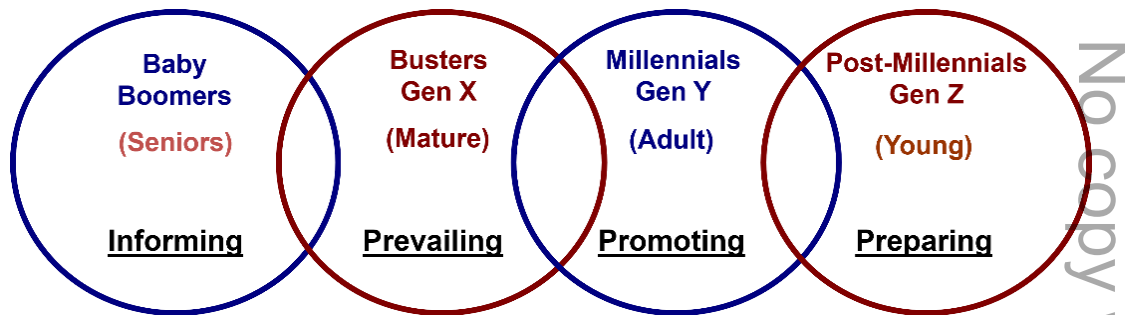 Baby
Boomers
(Seniors)
Informing
Busters
Gen X
(Mature)
Prevailing
Millennials
Gen Y
(Adult)
Promoting
Post-Millennials
Gen Z
(Young)
Preparing
No copy